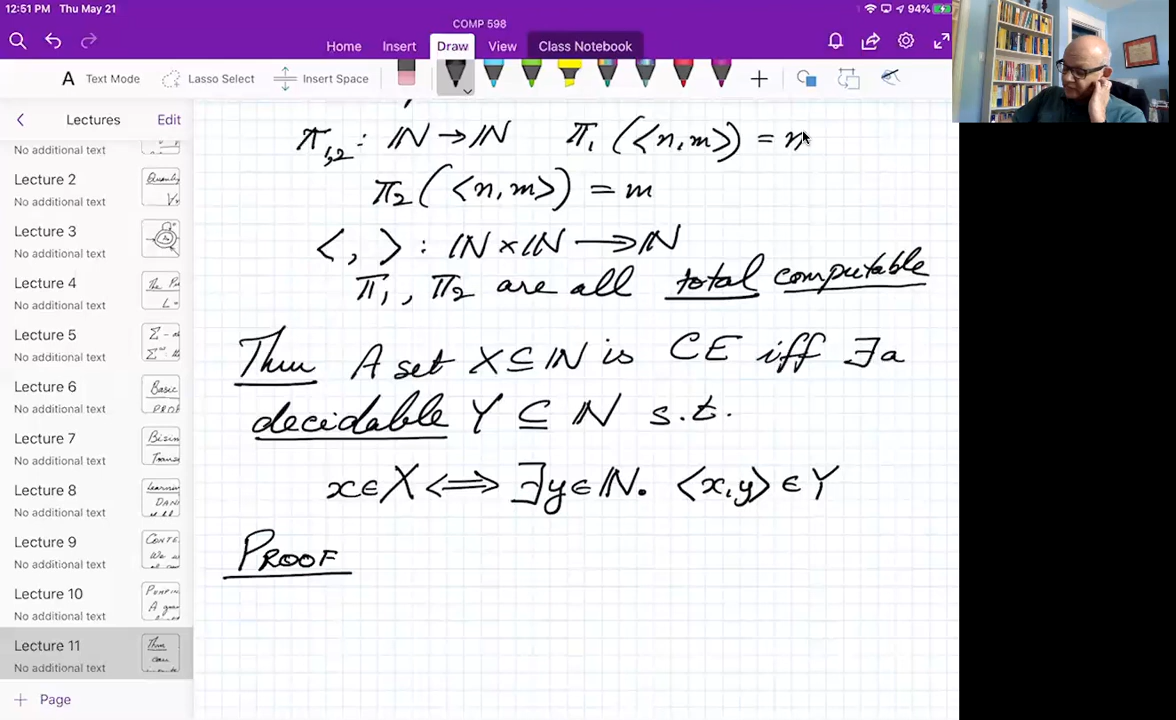 12:51 PM Thu May 21
94%
COMP 598
Home Insert Draw View Class Notebook
A Text Mode Lasso Select Insert Space
Lectures Edit
No additional text
Lecture 2
No additional text
Lecture 3
No additional text
Lecture 4
No additional text
Lecture 5
No additional text
Lecture 6
No additional text
Lecture 7
No additional text
Lecture 8
No additional text
Lecture 9
No additional text
Lecture 10
No additional text
Lecture 11
No additional text
+ Page
π₁,₂ : ℕ → ℕ π₁ (<n, m>) = n
π₂ (<n, m>) = m
< , > : ℕ × ℕ → ℕ
π₁, π₂ are all total computable
Thm A set X ⊆ ℕ is CE iff ∃ a
decidable Y ⊆ ℕ s.t.
x ∈ X ⟺ ∃y ∈ ℕ. <x, y> ∈ Y
PROOF